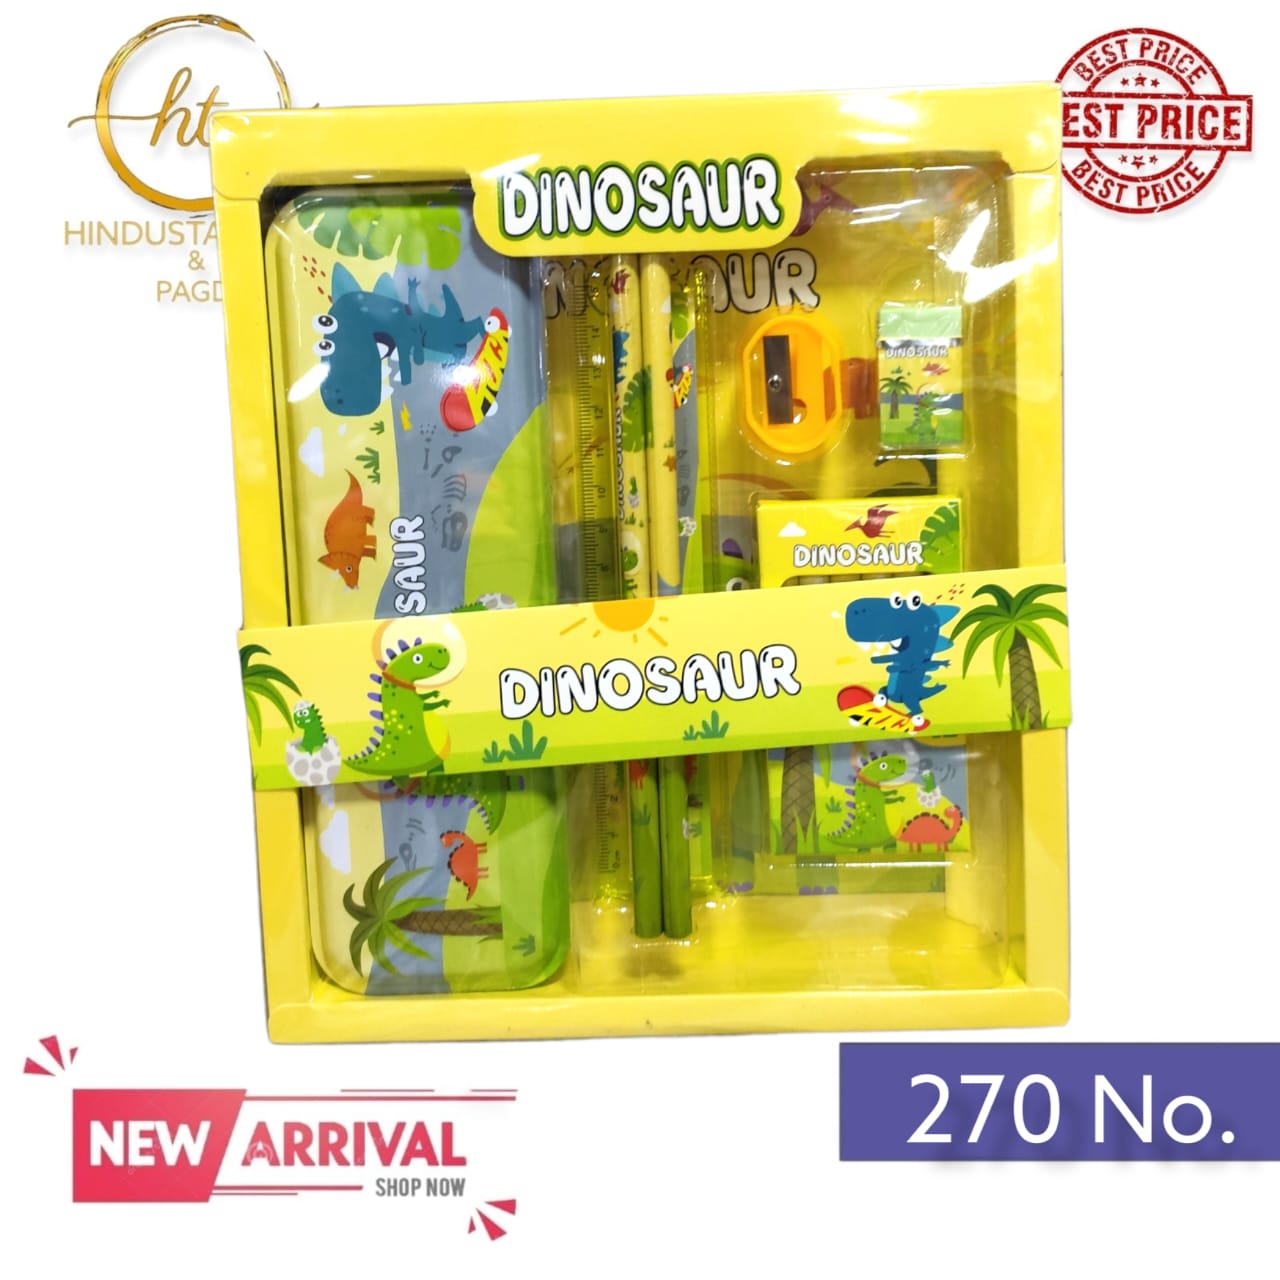 ht
HINDUSTA
&
PAGD
BEST PRICE
EST PRICE
BEST PRICE
DINOSAUR
AUR
DINOSAUR
DINOSAUR
SAUR
DINOSAUR
NEW ARRIVAL
SHOP NOW
270 No.